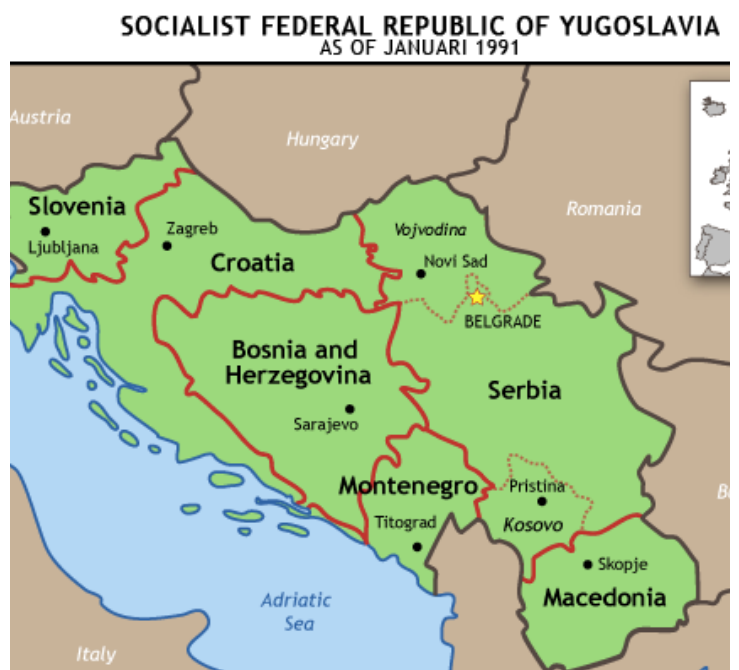 SOCIALIST FEDERAL REPUBLIC OF YUGOSLAVIA
AS OF JANUARI 1991
Austria
Hungary
Romania
Slovenia
Ljubljana
Zagreb
Croatia
Vojvodina
Novi Sad
BELGRADE
Bosnia and
Herzegovina
Sarajevo
Serbia
Montenegro
Titograd
Pristina
Kosovo
Skopje
Macedonia
Adriatic
Sea
Italy